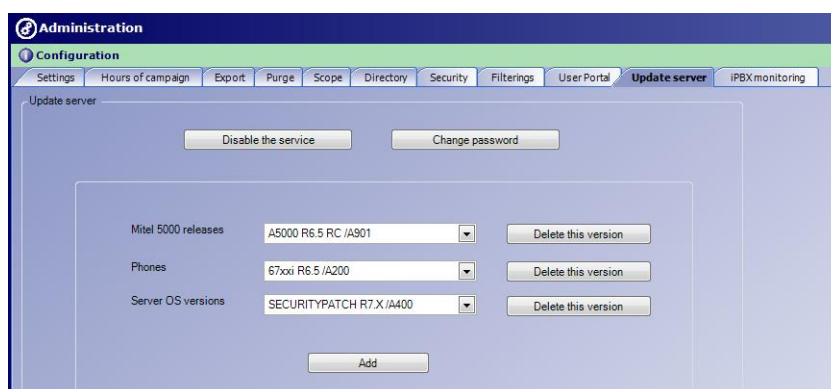 Administration
Configuration
Settings Hours of campaign Export Purge Scope Directory Security Filterings User Portal Update server iPBX monitoring
Update server
Disable the service Change password
Mitel 5000 releases A5000 R6.5 RC /A901 Delete this version
Phones 67xxi R6.5 /A200 Delete this version
Server OS versions SECURITYPATCH R7.X /A400 Delete this version
Add